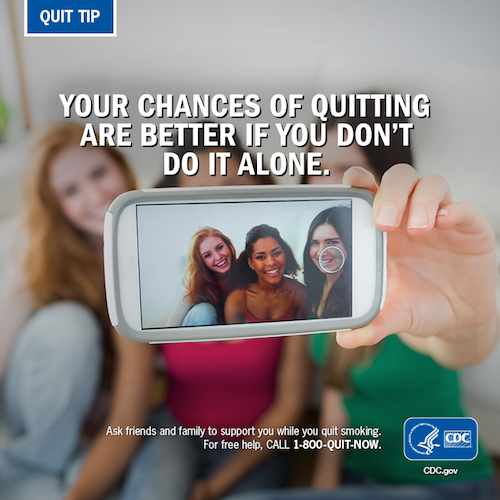 QUIT TIP
YOUR CHANCES OF QUITTING
ARE BETTER IF YOU DON'T
DO IT ALONE.
Ask friends and family to support you while you quit smoking.
For free help, CALL 1-800-QUIT-NOW.
CDC
CDC.gov